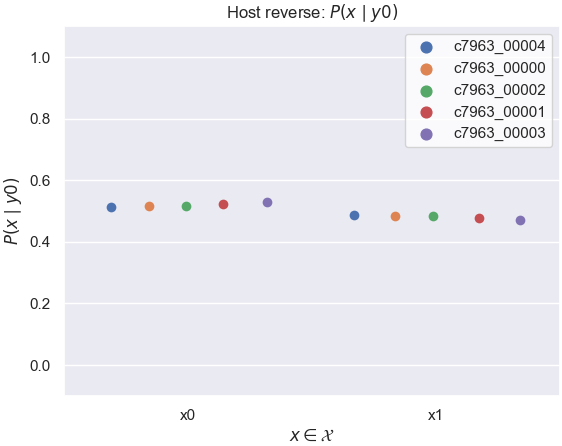 Host reverse: P(x | y0)
c7963_00004
c7963_00000
c7963_00002
c7963_00001
c7963_00003
P(x | y0)
1.0
0.8
0.6
0.4
0.2
0.0
x0 x1
x ∈ 𝒳